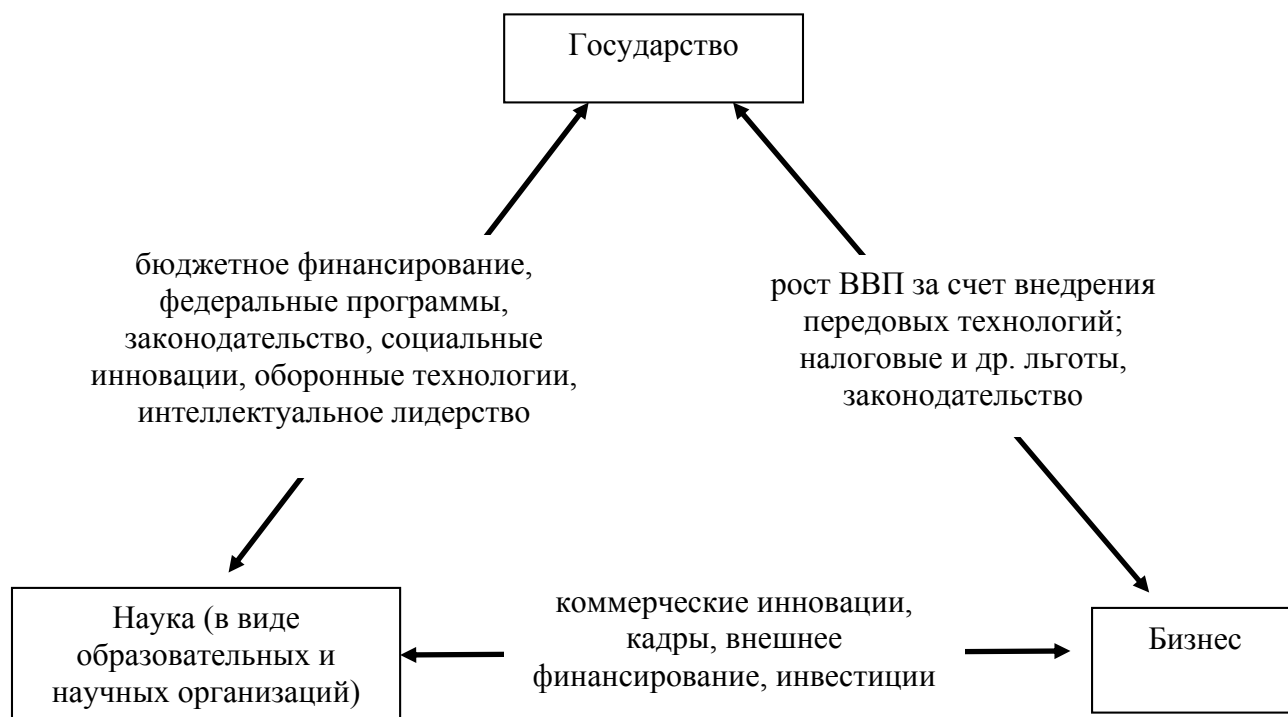 Государство
бюджетное финансирование,
федеральные программы,
законодательство, социальные
инновации, оборонные технологии,
интеллектуальное лидерство
рост ВВП за счет внедрения
передовых технологий;
налоговые и др. льготы,
законодательство
Наука (в виде
образовательных и
научных организаций)
коммерческие инновации,
кадры, внешнее
финансирование, инвестиции
Бизнес